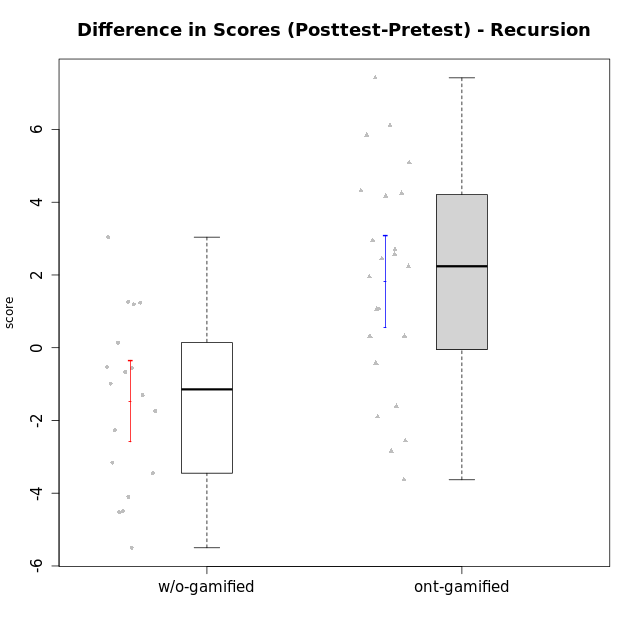 Difference in Scores (Posttest-Pretest) - Recursion
score
6
4
2
0
-2
-4
-6
w/o-gamified ont-gamified